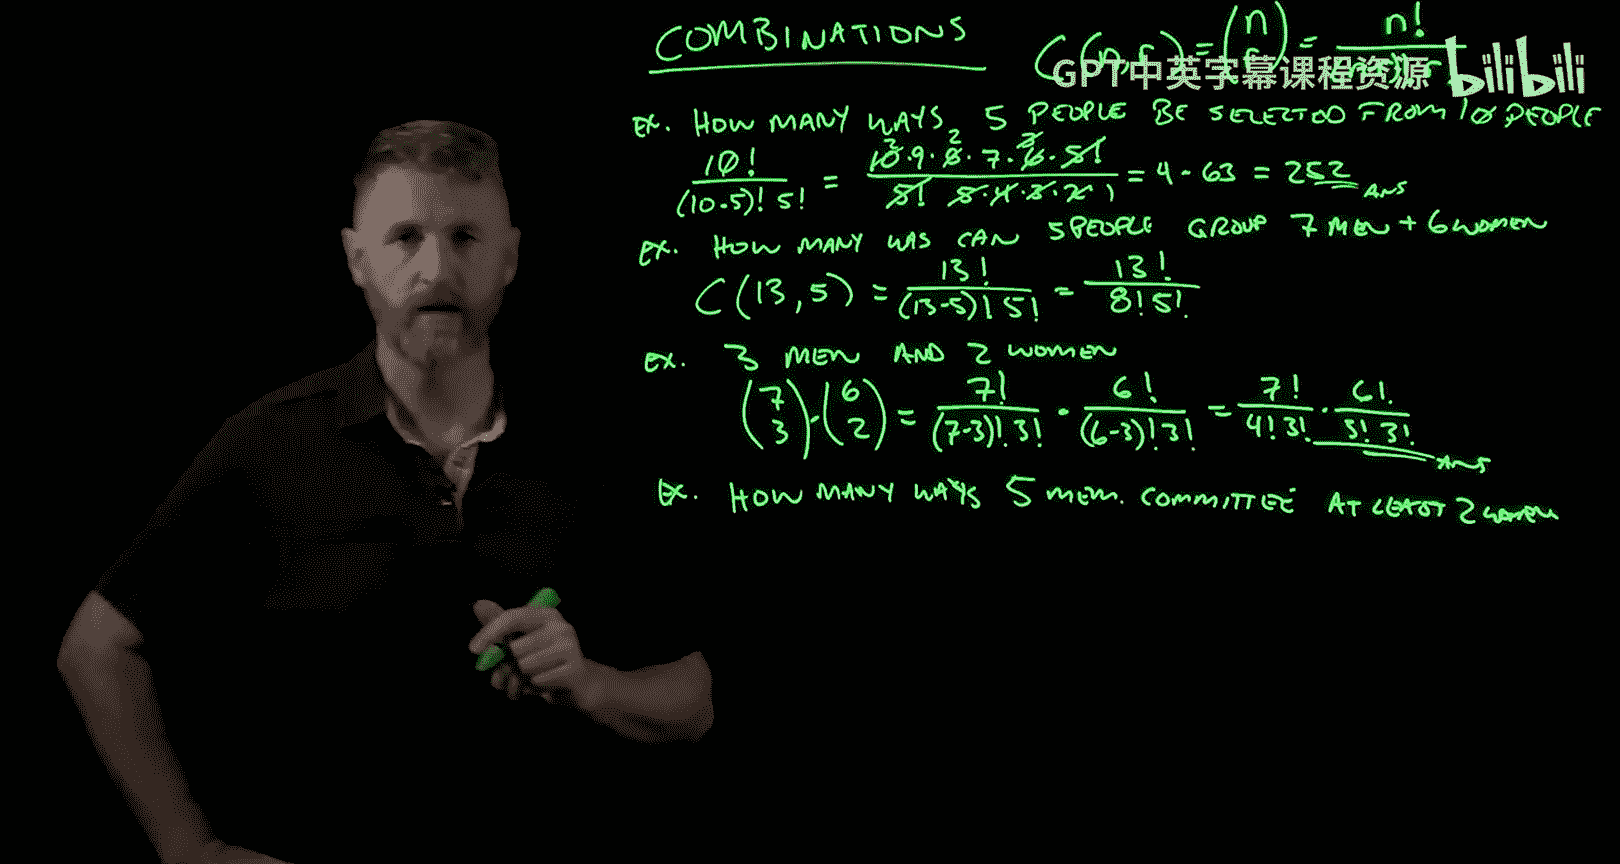 COMBINATIONS C(n,r) = (n r) = n!
GPT中英字幕课程资源 bilibili
EX. HOW MANY WAYS 5 PEOPLE BE SELECTED FROM 10 PEOPLE
10! / (10-5)! 5! = 10·9·8·7·6·5! / 5! 5·4·3·2·1 = 4·63 = 252 ANS
EX. HOW MANY WAS CAN 5 PEOPLE GROUP 7 MEN + 6 WOMEN
C(13,5) = 13! / (13-5)! 5! = 13! / 8! 5!
EX. 3 MEN AND 2 WOMEN
(7 3)·(6 2) = 7! / (7-3)! 3! · 6! / (6-3)! 3! = 7! / 4! 3! · 6! / 3! 3! ANS
EX. HOW MANY WAYS 5 MEM. COMMITTEE AT LEAST 2 WOMEN